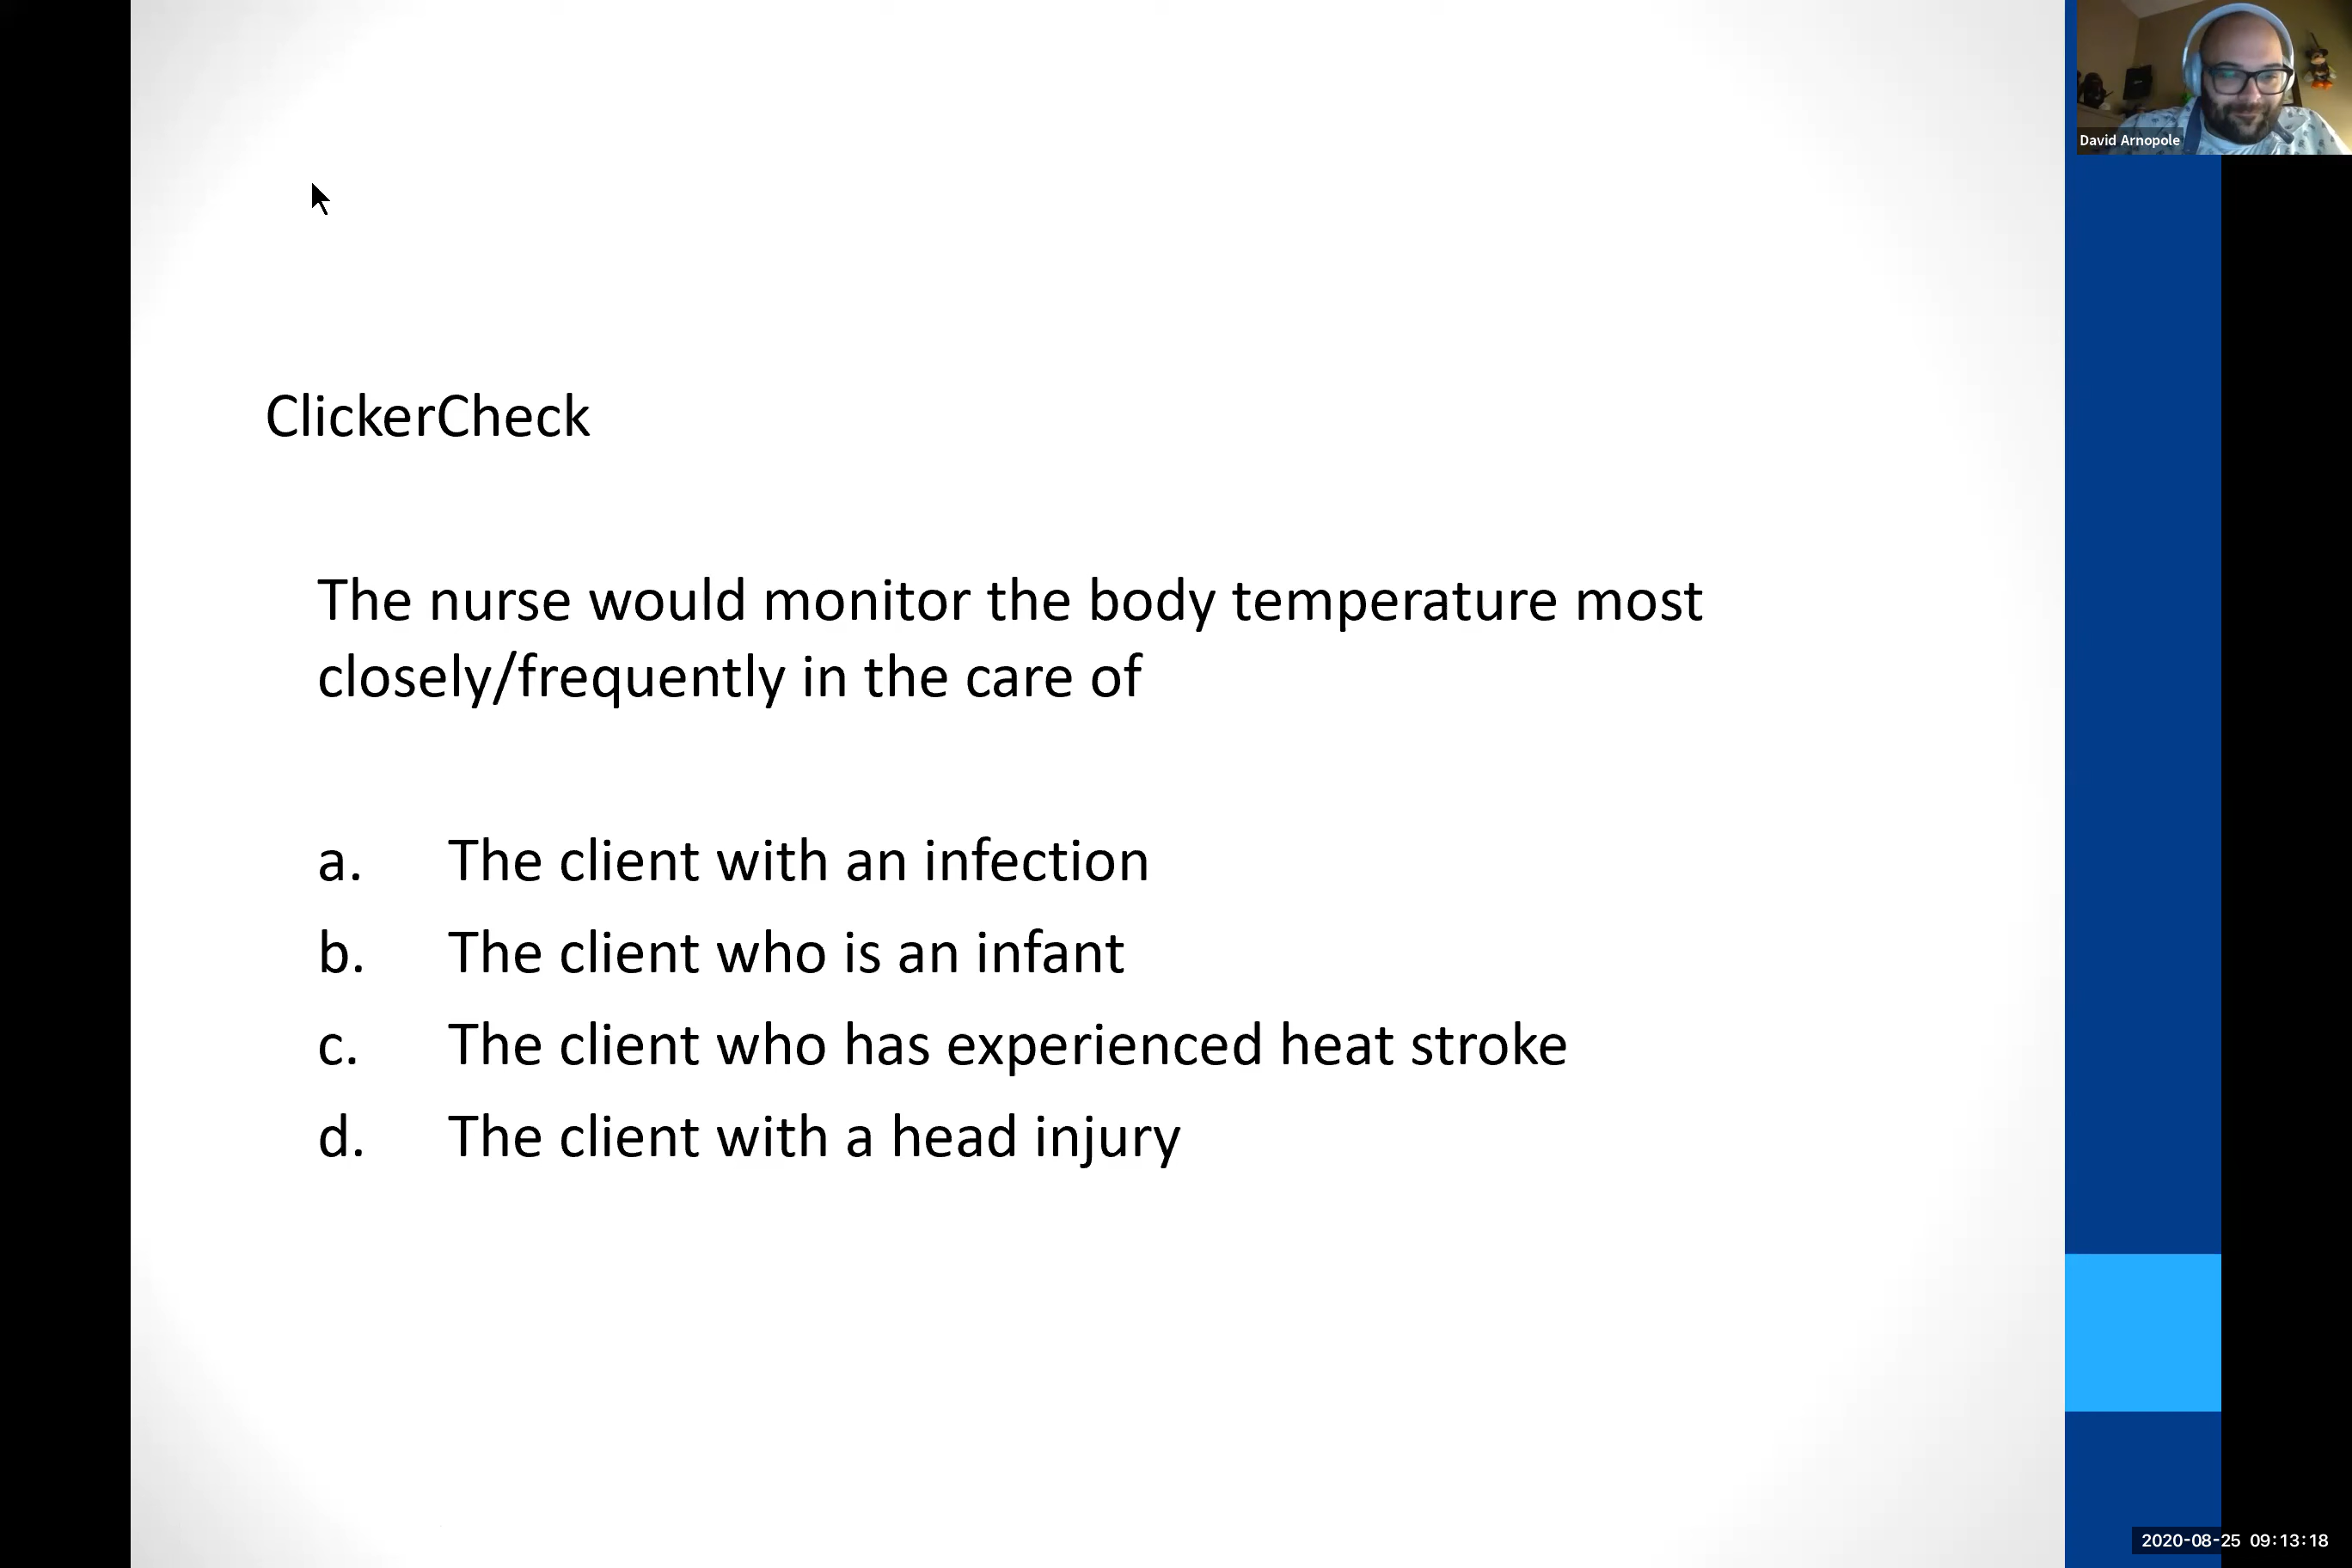 David Arnopole
ClickerCheck
The nurse would monitor the body temperature most
closely/frequently in the care of
a. The client with an infection
b. The client who is an infant
c. The client who has experienced heat stroke
d. The client with a head injury
2020-08-25 09:13:18